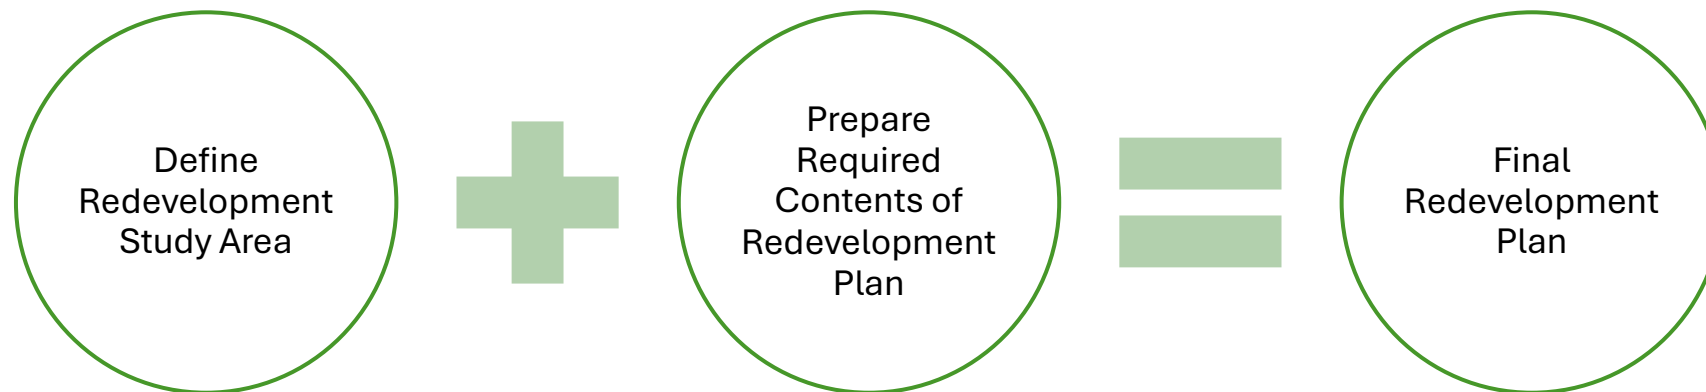 Define
Redevelopment
Study Area
Prepare
Required
Contents of
Redevelopment
Plan
Final
Redevelopment
Plan